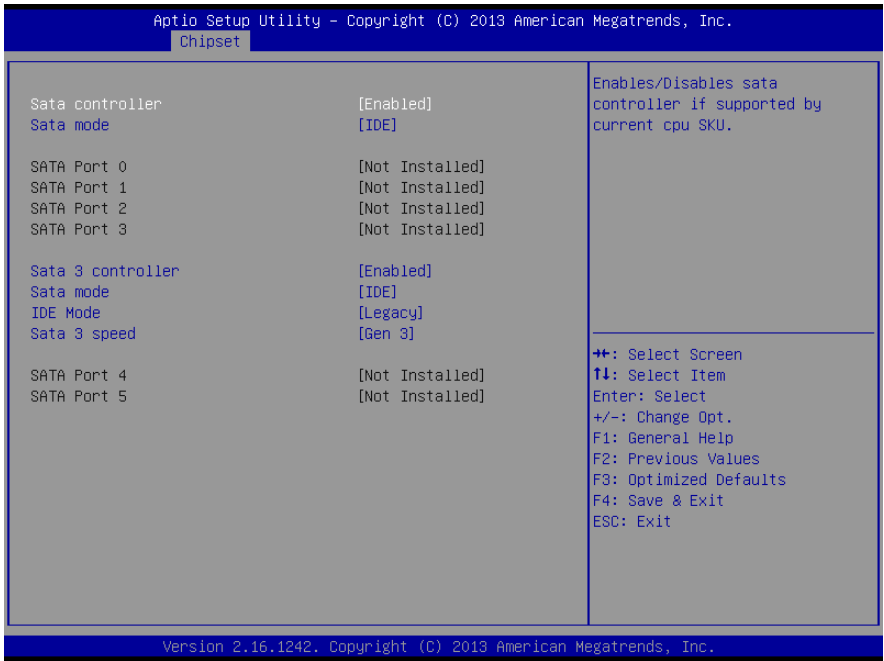 Aptio Setup Utility – Copyright (C) 2013 American Megatrends, Inc.
Chipset
Sata controller [Enabled]
Sata mode [IDE]
SATA Port 0 [Not Installed]
SATA Port 1 [Not Installed]
SATA Port 2 [Not Installed]
SATA Port 3 [Not Installed]
Sata 3 controller [Enabled]
Sata mode [IDE]
IDE Mode [Legacy]
Sata 3 speed [Gen 3]
SATA Port 4 [Not Installed]
SATA Port 5 [Not Installed]
Enables/Disables sata
controller if supported by
current cpu SKU.
→←: Select Screen
↑↓: Select Item
Enter: Select
+/-: Change Opt.
F1: General Help
F2: Previous Values
F3: Optimized Defaults
F4: Save & Exit
ESC: Exit
Version 2.16.1242. Copyright (C) 2013 American Megatrends, Inc.